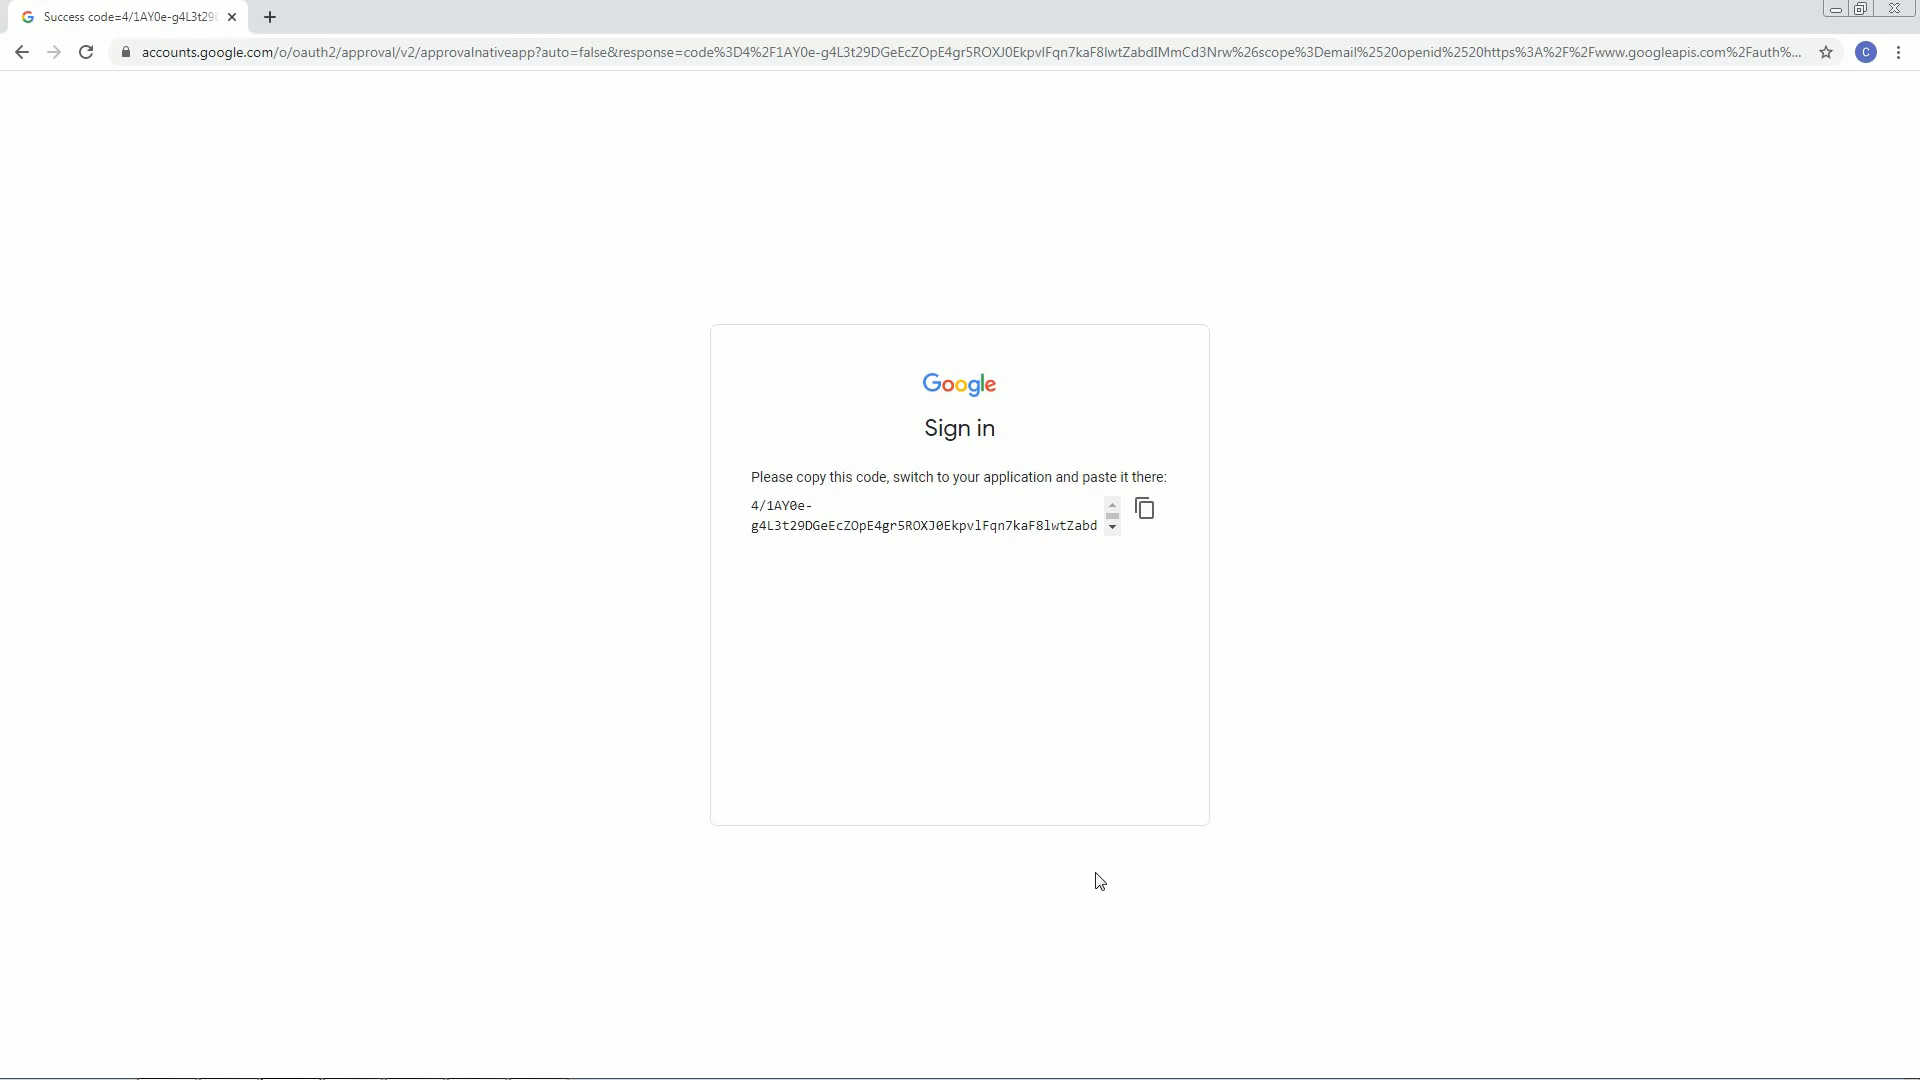 Success code=4/1AY0e-g4L3t29
accounts.google.com/o/oauth2/approval/v2/approvalnativeapp?auto=false&response=code%3D4%2F1AY0e-g4L3t29DGeEcZOpE4gr5ROXJ0EkpvlFqn7kaF8lwtZabdIMmCd3Nrw%26scope%3Demail%2520openid%2520https%3A%2F%2Fwww.googleapis.com%2Fauth%...
C
Google
Sign in
Please copy this code, switch to your application and paste it there:
4/1AY0e-
g4L3t29DGeEcZOpE4gr5ROXJ0EkpvlFqn7kaF8lwtZabd